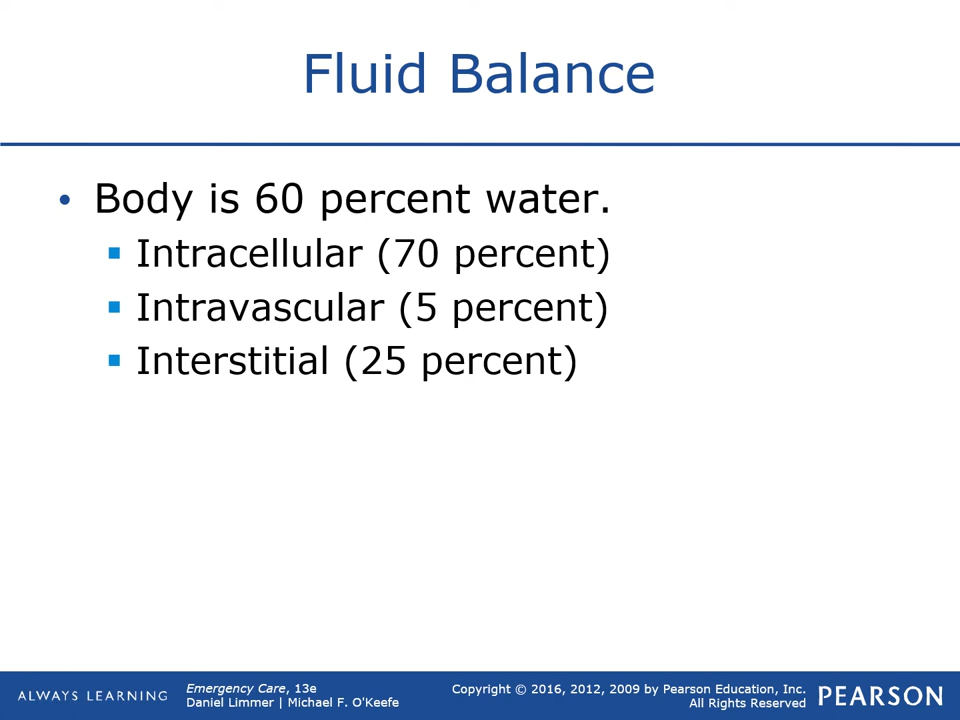 Fluid Balance
• Body is 60 percent water.
▪ Intracellular (70 percent)
▪ Intravascular (5 percent)
▪ Interstitial (25 percent)
ALWAYS LEARNING
Emergency Care, 13e
Daniel Limmer | Michael F. O'Keefe
Copyright © 2016, 2012, 2009 by Pearson Education, Inc.
All Rights Reserved
PEARSON